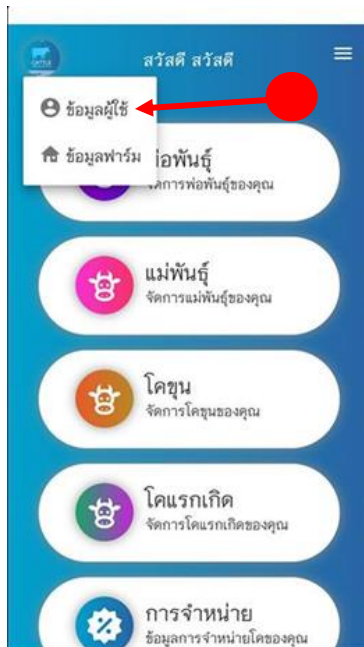 CATTLE
สวัสดี สวัสดี
ข้อมูลผู้ใช้
ข้อมูลฟาร์ม
พ่อพันธุ์
จัดการพ่อพันธุ์ของคุณ
แม่พันธุ์
จัดการแม่พันธุ์ของคุณ
โคขุน
จัดการโคขุนของคุณ
โคแรกเกิด
จัดการโคแรกเกิดของคุณ
การจำหน่าย
ข้อมูลการจำหน่ายโคของคุณ